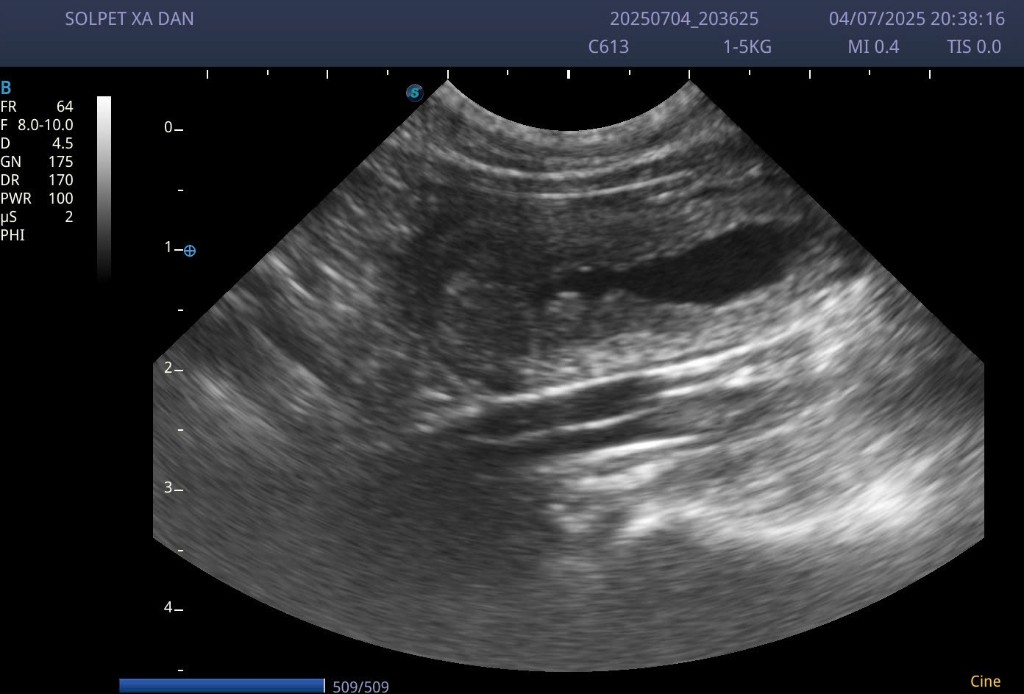 SOLPET XA DAN 20250704_203625 04/07/2025 20:38:16
C613 1-5KG MI 0.4 TIS 0.0
B
FR 64
F 8.0-10.0
D 4.5
GN 175
DR 170
PWR 100
µS 2
PHI
S
0
1
2
3
4
509/509
Cine